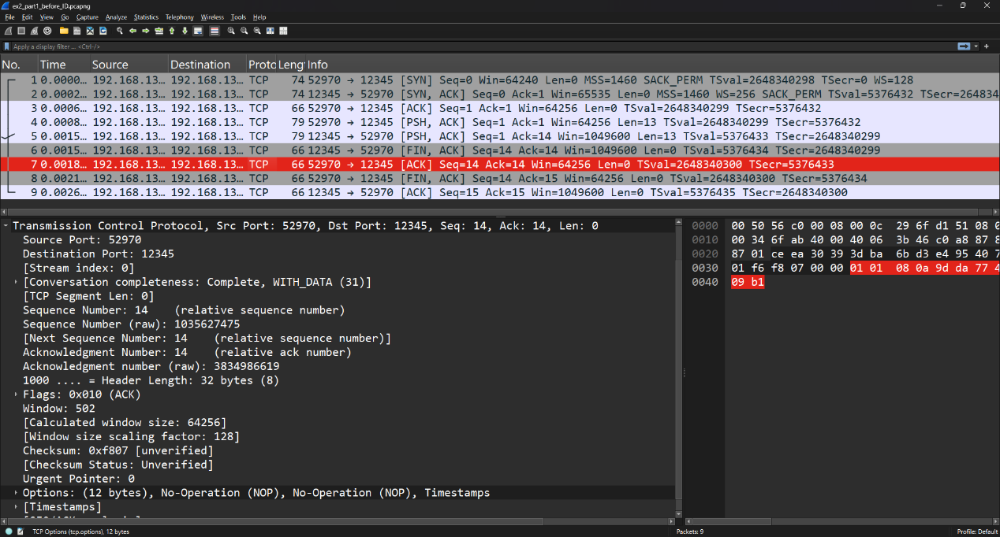 ex2_part1_before_ID.pcapng
File Edit View Go Capture Analyze Statistics Telephony Wireless Tools Help
Apply a display filter ... <Ctrl-/>
No. Time Source Destination Proto Leng Info
1 0.0000… 192.168.13… 192.168.13… TCP 74 52970 → 12345 [SYN] Seq=0 Win=64240 Len=0 MSS=1460 SACK_PERM TSval=2648340298 TSecr=0 WS=128
2 0.0002… 192.168.13… 192.168.13… TCP 74 12345 → 52970 [SYN, ACK] Seq=0 Ack=1 Win=65535 Len=0 MSS=1460 WS=256 SACK_PERM TSval=5376432 TSecr=264834
3 0.0006… 192.168.13… 192.168.13… TCP 66 52970 → 12345 [ACK] Seq=1 Ack=1 Win=64256 Len=0 TSval=2648340299 TSecr=5376432
4 0.0008… 192.168.13… 192.168.13… TCP 79 52970 → 12345 [PSH, ACK] Seq=1 Ack=1 Win=64256 Len=13 TSval=2648340299 TSecr=5376432
5 0.0015… 192.168.13… 192.168.13… TCP 79 12345 → 52970 [PSH, ACK] Seq=1 Ack=14 Win=1049600 Len=13 TSval=5376433 TSecr=2648340299
6 0.0015… 192.168.13… 192.168.13… TCP 66 12345 → 52970 [FIN, ACK] Seq=14 Ack=14 Win=1049600 Len=0 TSval=5376434 TSecr=2648340299
7 0.0018… 192.168.13… 192.168.13… TCP 66 52970 → 12345 [ACK] Seq=14 Ack=14 Win=64256 Len=0 TSval=2648340300 TSecr=5376433
8 0.0021… 192.168.13… 192.168.13… TCP 66 52970 → 12345 [FIN, ACK] Seq=14 Ack=15 Win=64256 Len=0 TSval=2648340300 TSecr=5376434
9 0.0026… 192.168.13… 192.168.13… TCP 66 12345 → 52970 [ACK] Seq=15 Ack=15 Win=1049600 Len=0 TSval=5376435 TSecr=2648340300
Transmission Control Protocol, Src Port: 52970, Dst Port: 12345, Seq: 14, Ack: 14, Len: 0
Source Port: 52970
Destination Port: 12345
[Stream index: 0]
[Conversation completeness: Complete, WITH_DATA (31)]
[TCP Segment Len: 0]
Sequence Number: 14    (relative sequence number)
Sequence Number (raw): 1035627475
[Next Sequence Number: 14    (relative sequence number)]
Acknowledgment Number: 14    (relative ack number)
Acknowledgment number (raw): 3834986619
1000 .... = Header Length: 32 bytes (8)
Flags: 0x010 (ACK)
Window: 502
[Calculated window size: 64256]
[Window size scaling factor: 128]
Checksum: 0xf807 [unverified]
[Checksum Status: Unverified]
Urgent Pointer: 0
Options: (12 bytes), No-Operation (NOP), No-Operation (NOP), Timestamps
[Timestamps]
0000 00 50 56 c0 00 08 00 0c 29 6f d1 51 08
0010 00 34 6f ab 40 00 40 06 3b 46 c0 a8 87
0020 87 01 ce ea 30 39 3d ba 6b d3 e4 95 40
0030 01 f6 f8 07 00 00 01 01 08 0a 9d da 77
0040 09 b1
TCP Options (tcp.options), 12 bytes
Packets: 9
Profile: Default